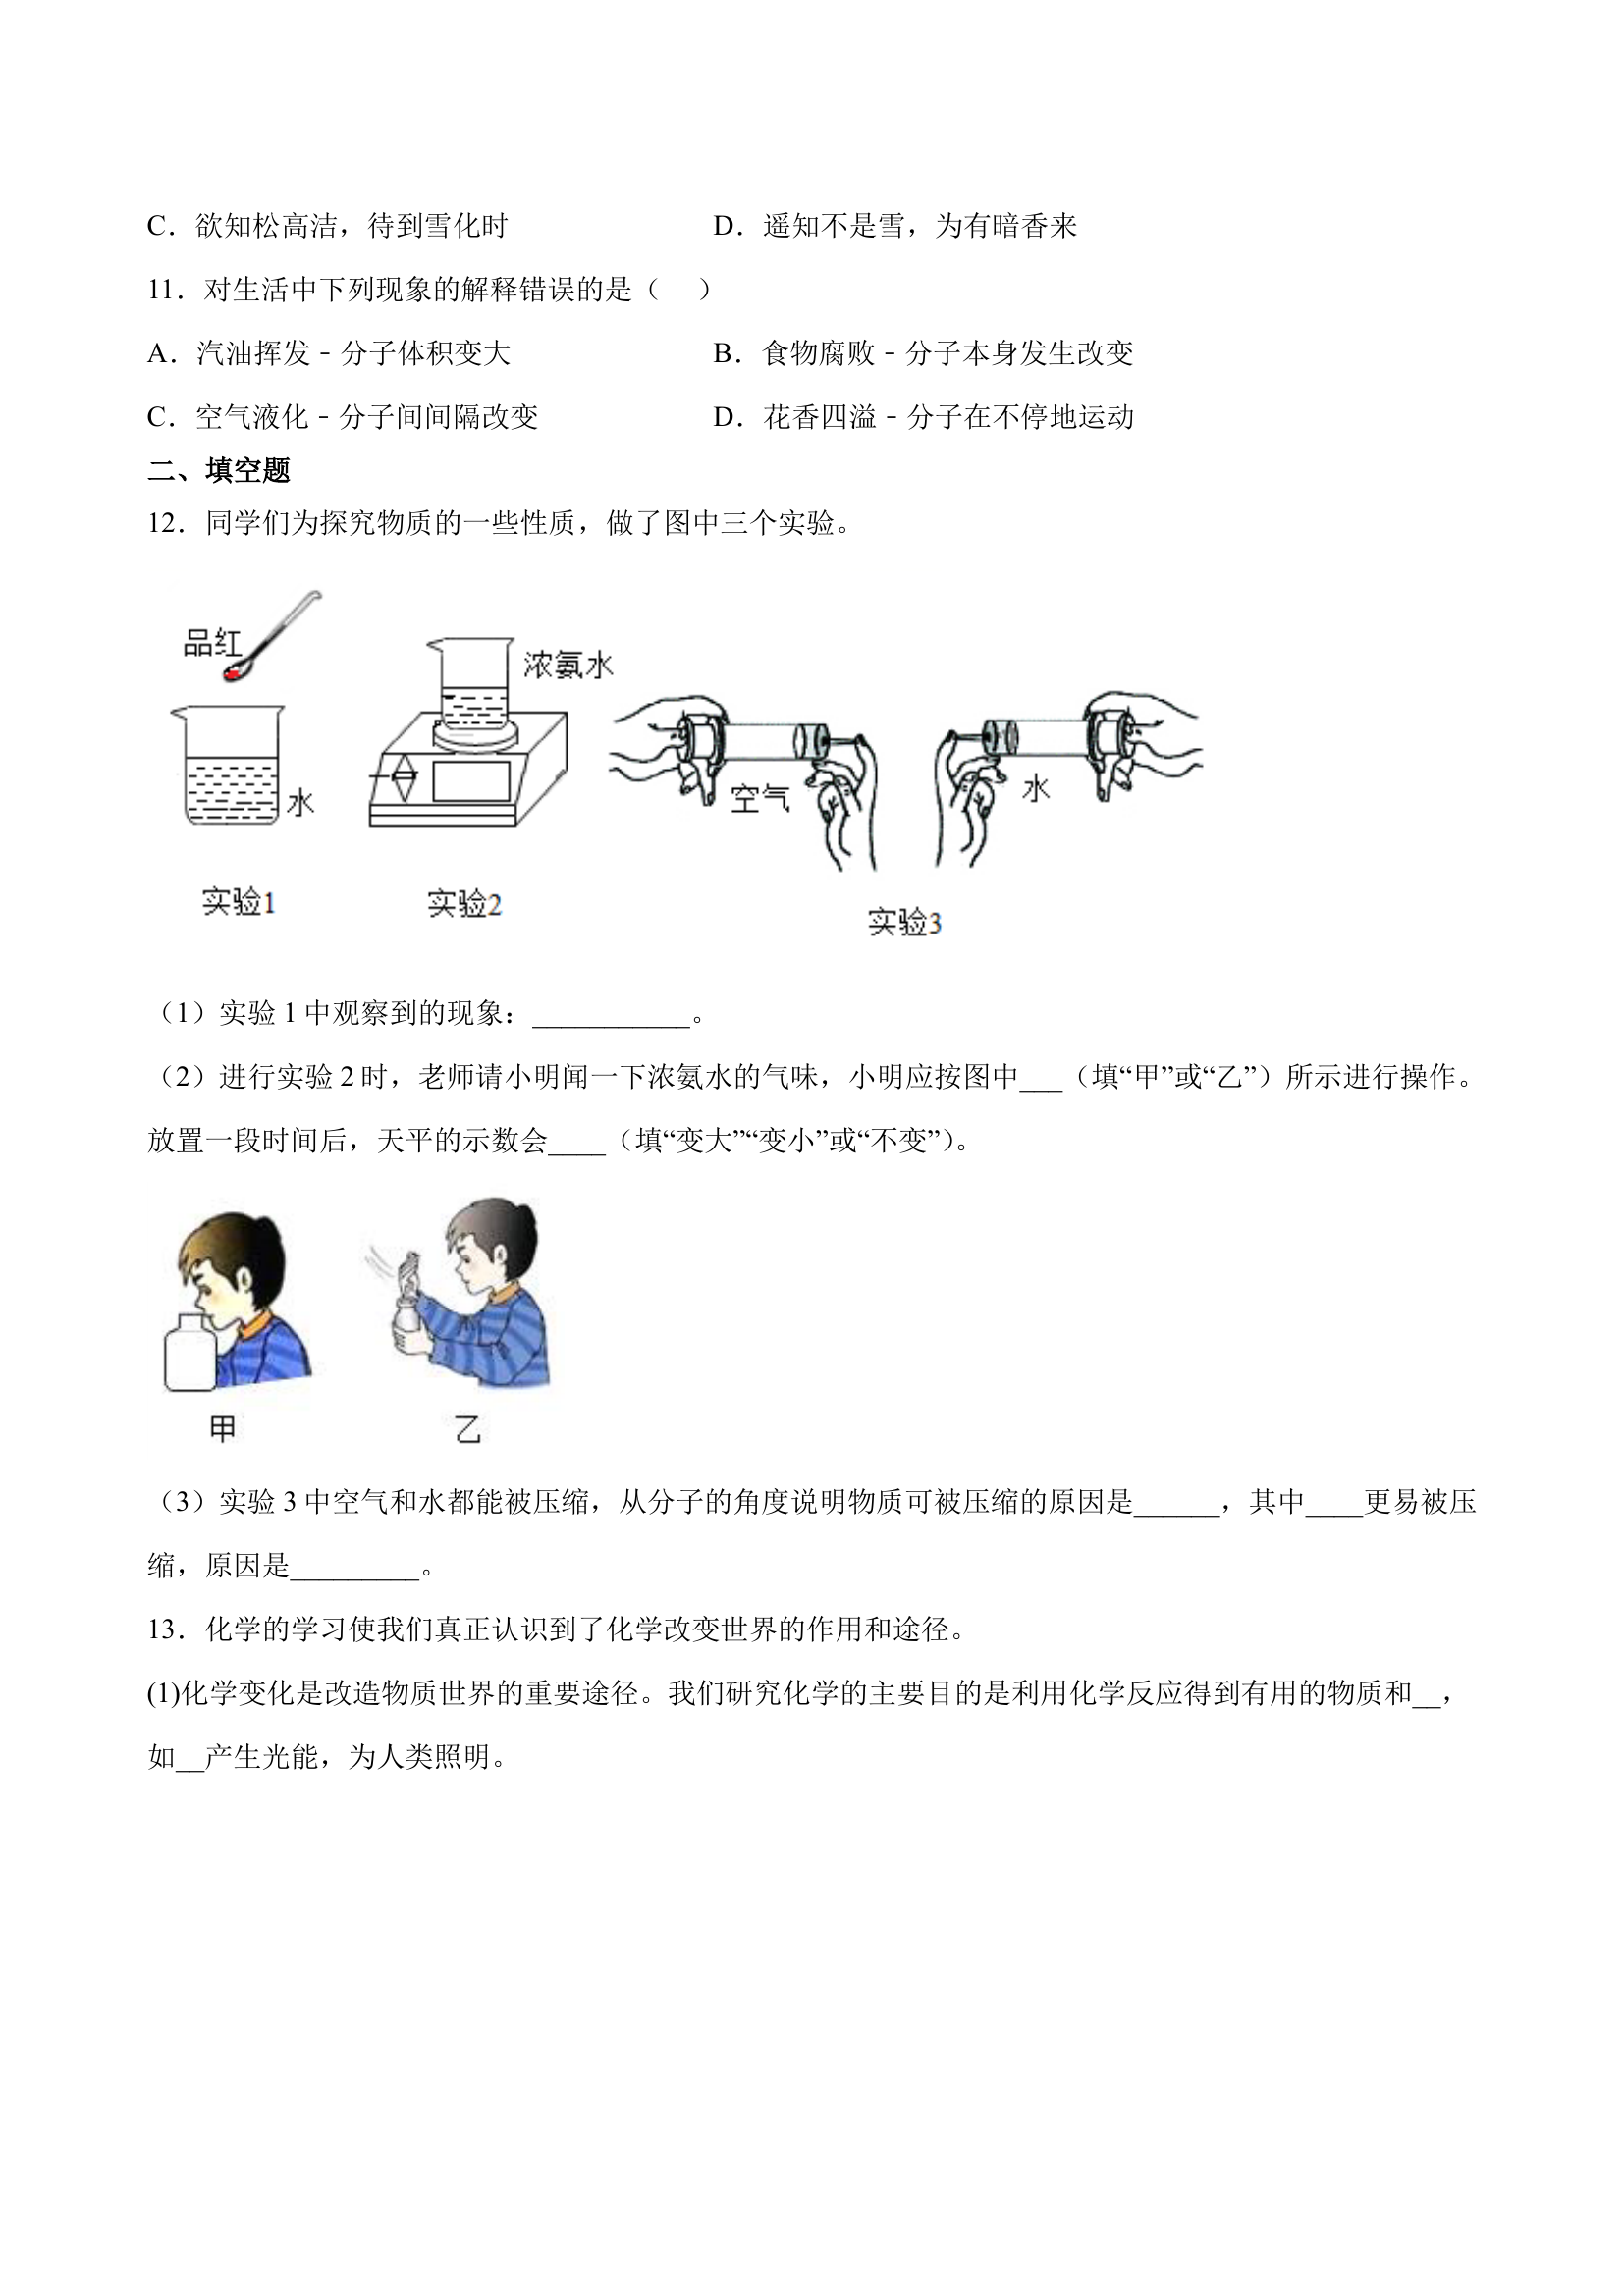 C．欲知松高洁，待到雪化时 D．遥知不是雪，为有暗香来
11．对生活中下列现象的解释错误的是（ ）
A．汽油挥发﹣分子体积变大 B．食物腐败﹣分子本身发生改变
C．空气液化﹣分子间间隔改变 D．花香四溢﹣分子在不停地运动
二、填空题
12．同学们为探究物质的一些性质，做了图中三个实验。
品红
浓氨水
水
空气
水
实验1
实验2
实验3
（1）实验 1 中观察到的现象：___________。
（2）进行实验 2 时，老师请小明闻一下浓氨水的气味，小明应按图中___（填“甲”或“乙”）所示进行操作。
放置一段时间后，天平的示数会____（填“变大”“变小”或“不变”）。
甲
乙
（3）实验 3 中空气和水都能被压缩，从分子的角度说明物质可被压缩的原因是______，其中____更易被压
缩，原因是_________。
13．化学的学习使我们真正认识到了化学改变世界的作用和途径。
(1)化学变化是改造物质世界的重要途径。我们研究化学的主要目的是利用化学反应得到有用的物质和__，
如__产生光能，为人类照明。